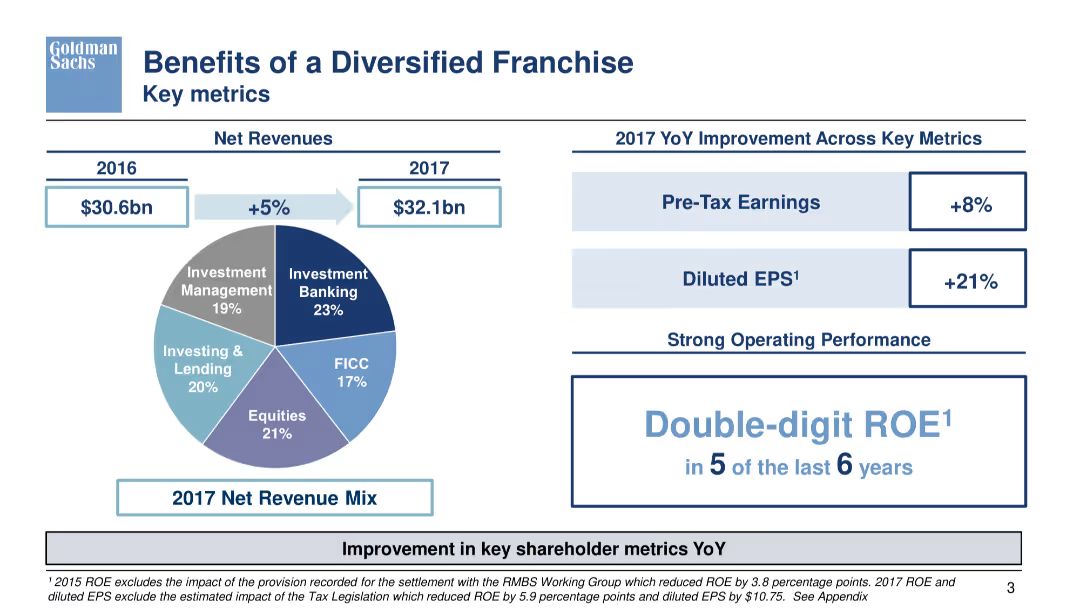 Goldman
Sachs
Benefits of a Diversified Franchise
Key metrics
Net Revenues
2016
2017
$30.6bn
+5%
$32.1bn
Investment
Management
19%
Investment
Banking
23%
Investing &
Lending
20%
FICC
17%
Equities
21%
2017 Net Revenue Mix
2017 YoY Improvement Across Key Metrics
Pre-Tax Earnings
+8%
Diluted EPS¹
+21%
Strong Operating Performance
Double-digit ROE¹
in 5 of the last 6 years
Improvement in key shareholder metrics YoY
¹ 2015 ROE excludes the impact of the provision recorded for the settlement with the RMBS Working Group which reduced ROE by 3.8 percentage points. 2017 ROE and
diluted EPS exclude the estimated impact of the Tax Legislation which reduced ROE by 5.9 percentage points and diluted EPS by $10.75. See Appendix
3